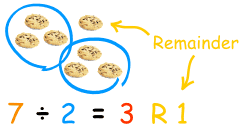 Remainder
7 ÷ 2 = 3 R 1